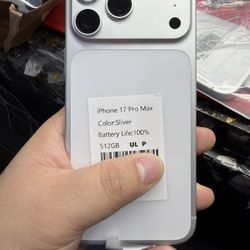 iPhone 17 Pro Max
Color:Sliver
Battery Life:100%
512GB UL P